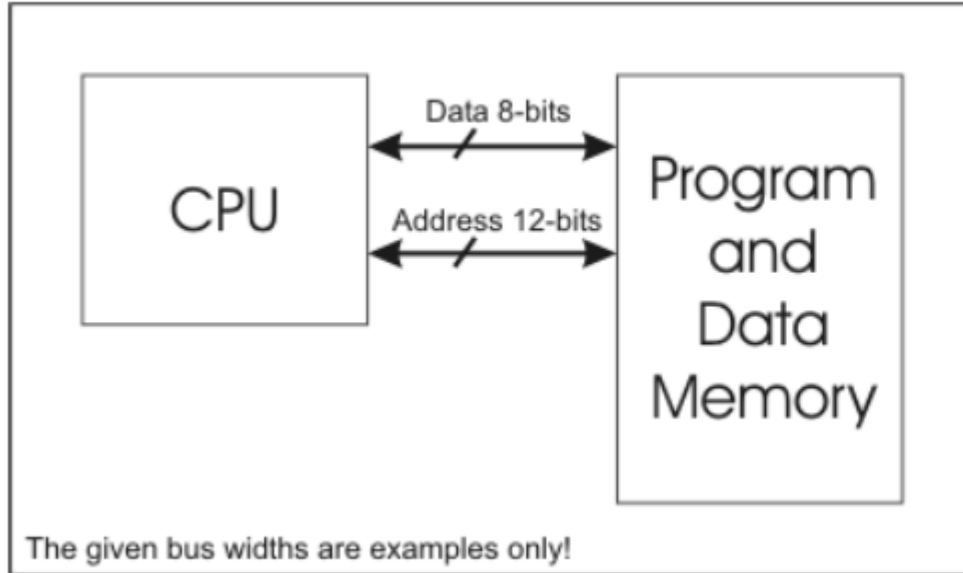 Data 8-bits
CPU
Address 12-bits
Program
and
Data
Memory
The given bus widths are examples only!